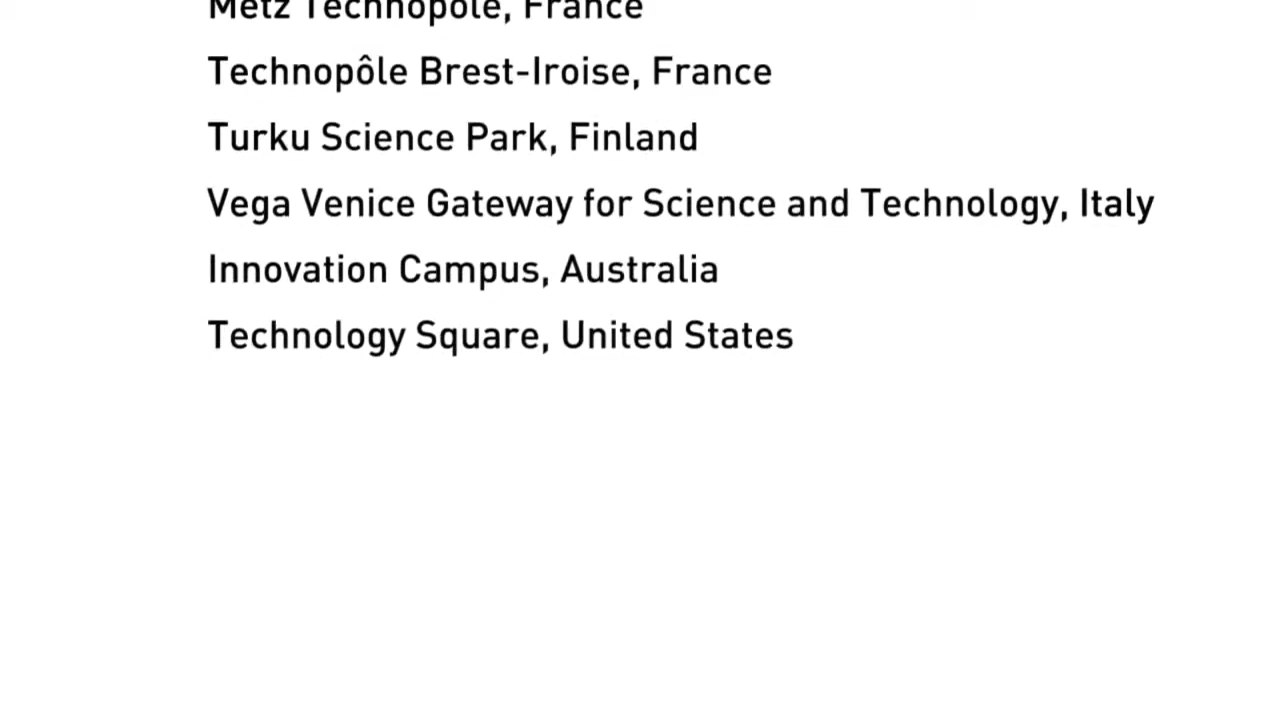 Metz Technopôle, France
Technopôle Brest-Iroise, France
Turku Science Park, Finland
Vega Venice Gateway for Science and Technology, Italy
Innovation Campus, Australia
Technology Square, United States